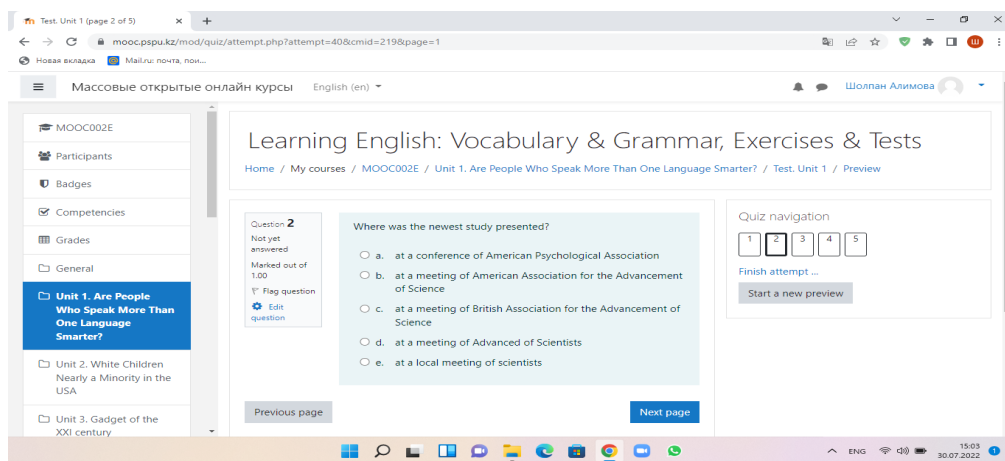 Test. Unit 1 (page 2 of 5)
mooc.pspu.kz/mod/quiz/attempt.php?attempt=40&cmid=219&page=1
Новая вкладка
Mail.ru: почта, пои...
Массовые открытые онлайн курсы
English (en)
Шолпан Алимова
Ш
MOOC002E
Participants
Badges
Competencies
Grades
General
Unit 1. Are People
Who Speak More Than
One Language
Smarter?
Unit 2. White Children
Nearly a Minority in the
USA
Unit 3. Gadget of the
XXI century
Learning English: Vocabulary & Grammar, Exercises & Tests
Home / My courses / MOOC002E / Unit 1. Are People Who Speak More Than One Language Smarter? / Test. Unit 1 / Preview
Question 2
Not yet
answered
Marked out of
1.00
Flag question
Edit
question
Where was the newest study presented?
a. at a conference of American Psychological Association
b. at a meeting of American Association for the Advancement
of Science
c. at a meeting of British Association for the Advancement of
Science
d. at a meeting of Advanced of Scientists
e. at a local meeting of scientists
Previous page
Next page
Quiz navigation
1 2 3 4 5
Finish attempt ...
Start a new preview
ENG
15:03
30.07.2022
1